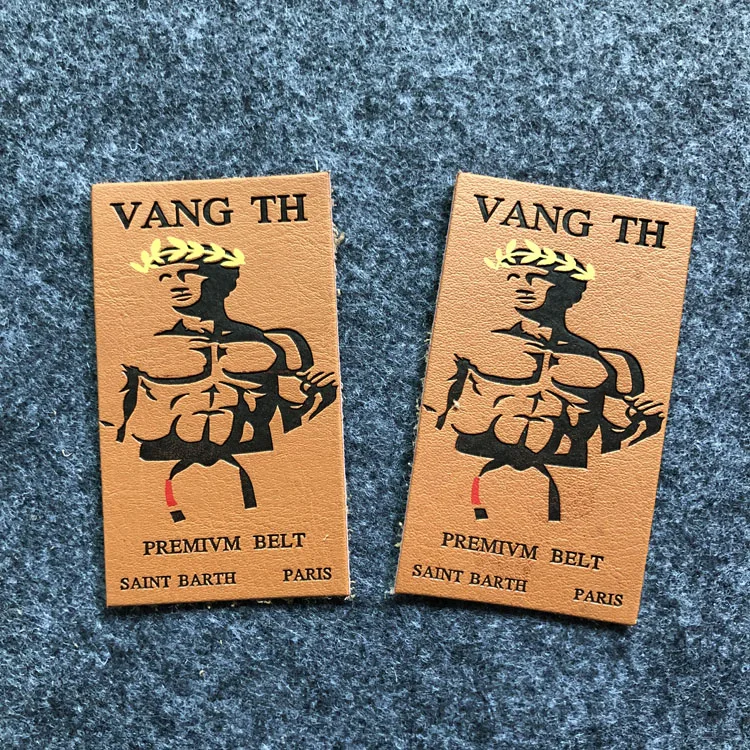 VANG TH
PREMIVM BELT
SAINT BARTH PARIS
VANG TH
PREMIVM BELT
SAINT BARTH PARIS